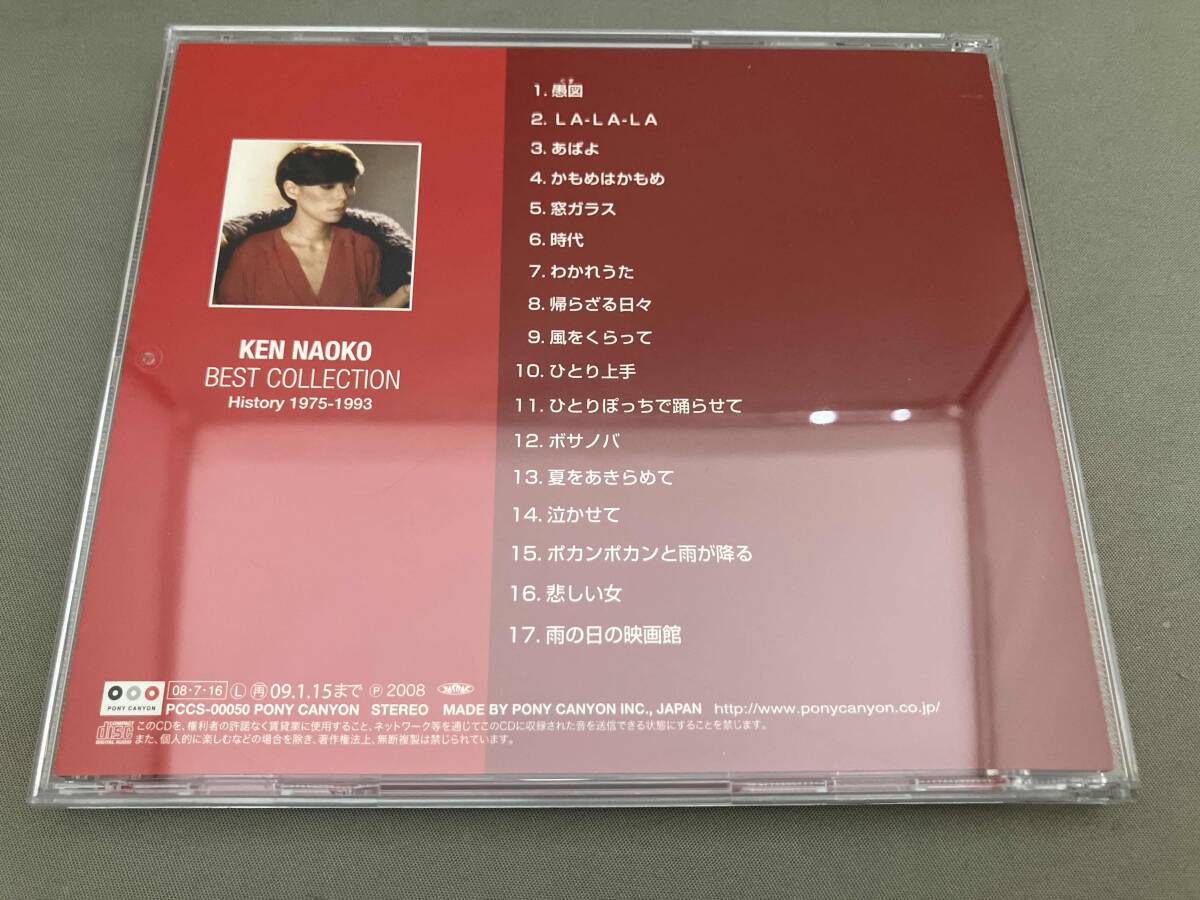 KEN NAOKO
BEST COLLECTION
History 1975-1993
1. 愚図
2. LA-LA-LA
3. あばよ
4. かもめはかもめ
5. 窓ガラス
6. 時代
7. わかれうた
8. 帰らざる日々
9. 風をくらって
10. ひとり上手
11. ひとりぽっちで踊らせて
12. ボサノバ
13. 夏をあきらめて
14. 泣かせて
15. ポカンポカンと雨が降る
16. 悲しい女
17. 雨の日の映画館
PONY CANYON
08・7・16 Ⓛ ㊢ 09.1.15まで Ⓟ 2008 JASRAC
PCCS-00050 PONY CANYON STEREO MADE BY PONY CANYON INC., JAPAN http://www.ponycanyon.co.jp/
COMPACT disc DIGITAL AUDIO
このCDを、権利者の許諾なく賃貸業に使用すること、ネットワーク等を通じてこのCDに収録された音を送信できる状態にすることを禁じます。
また、個人的に楽しむなどの場合を除き、著作権法上、無断複製は禁じられています。